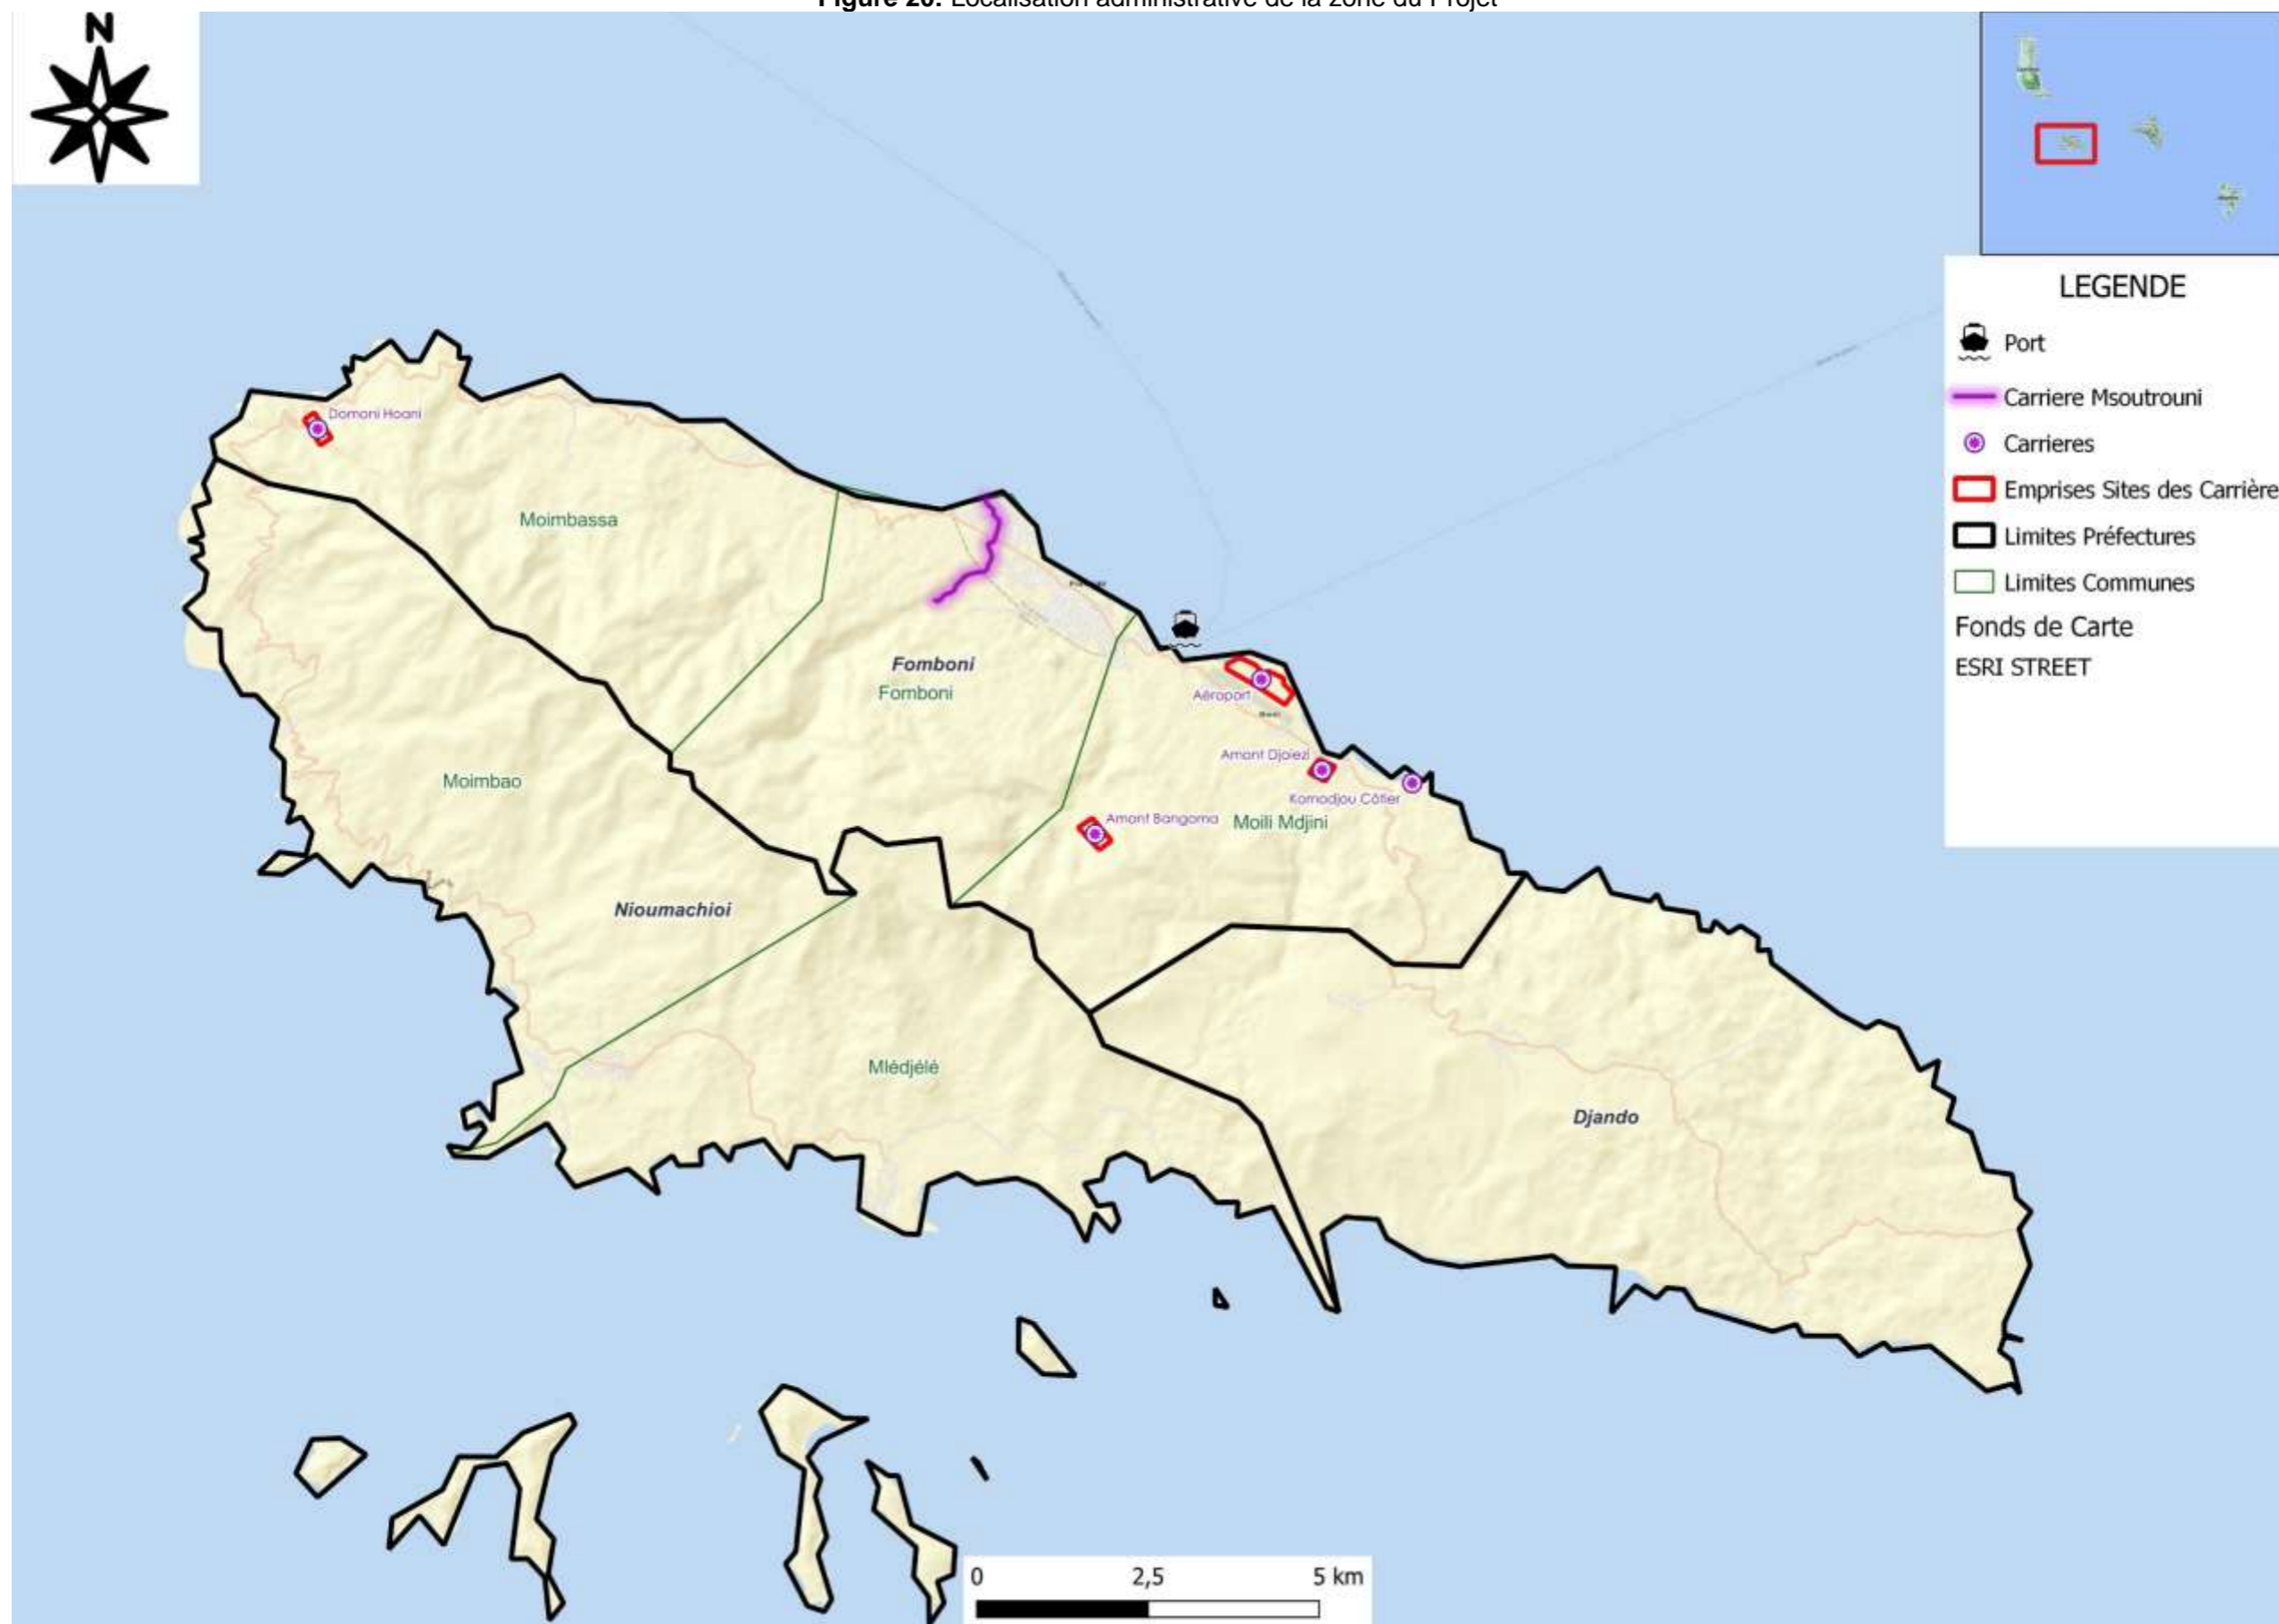 Figure 20: Localisation administrative de la zone du Projet
N
LEGENDE
Port
Carriere Msoutrouni
Carrieres
Emprises Sites des Carrière
Limites Préfectures
Limites Communes
Fonds de Carte
ESRI STREET
Domoni Hoani
Moimbassa
Fomboni
Fomboni
Aéroport
Amont Djoiezi
Komodjou Côtier
Amont Bangoma
Moili Mdjini
Moimbao
Nioumachioi
Mlédjélé
Djando
0 2,5 5 km